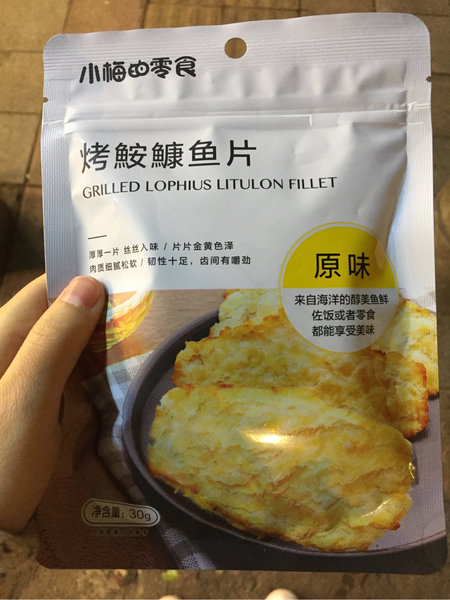 小梅的零食
烤鮟鱇鱼片
GRILLED LOPHIUS LITULON FILLET
厚厚一片 丝丝入味 / 片片金黄色泽
肉质细腻松软 / 韧性十足，齿间有嚼劲
原味
来自海洋的醇美鱼鲜
佐饭或者零食
都能享受美味
净含量: 30g